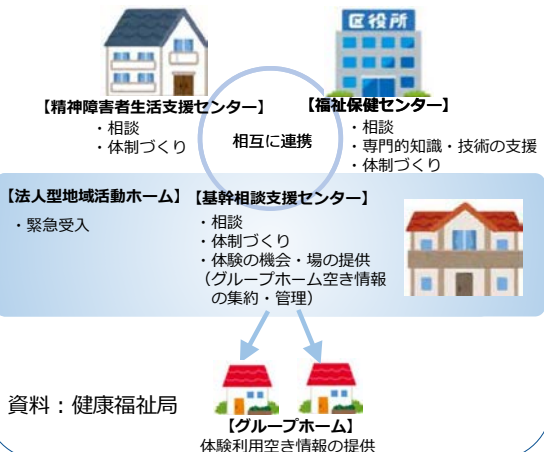 区役所
【精神障害者生活支援センター】
・相談
・体制づくり
相互に連携
【福祉保健センター】
・相談
・専門的知識・技術の支援
・体制づくり
【法人型地域活動ホーム】
・緊急受入
【基幹相談支援センター】
・相談
・体制づくり
・体験の機会・場の提供
（グループホーム空き情報
の集約・管理）
資料：健康福祉局
【グループホーム】
体験利用空き情報の提供